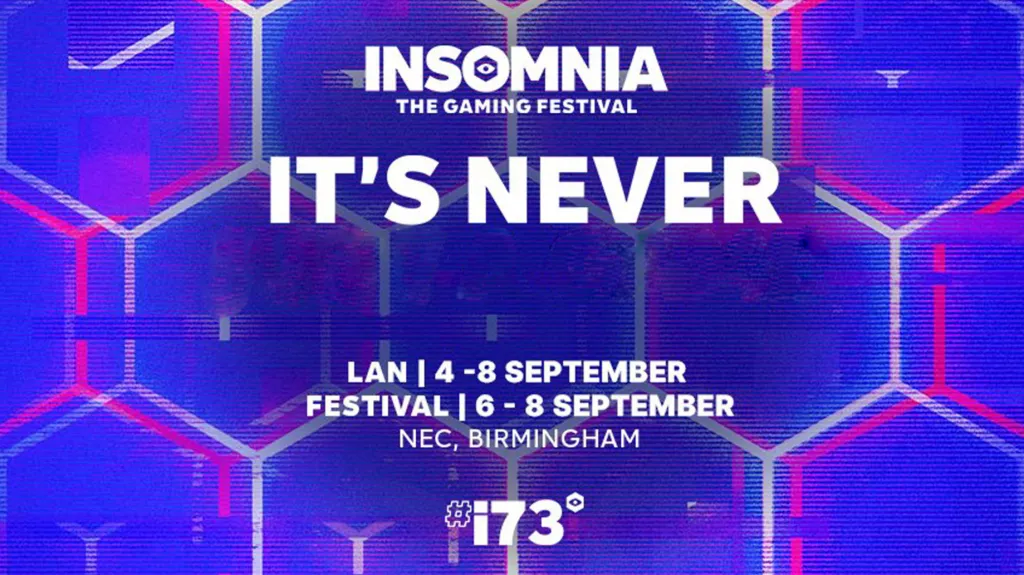 INSOMNIA
THE GAMING FESTIVAL
IT'S NEVER
LAN | 4 -8 SEPTEMBER
FESTIVAL | 6 - 8 SEPTEMBER
NEC, BIRMINGHAM
#i73